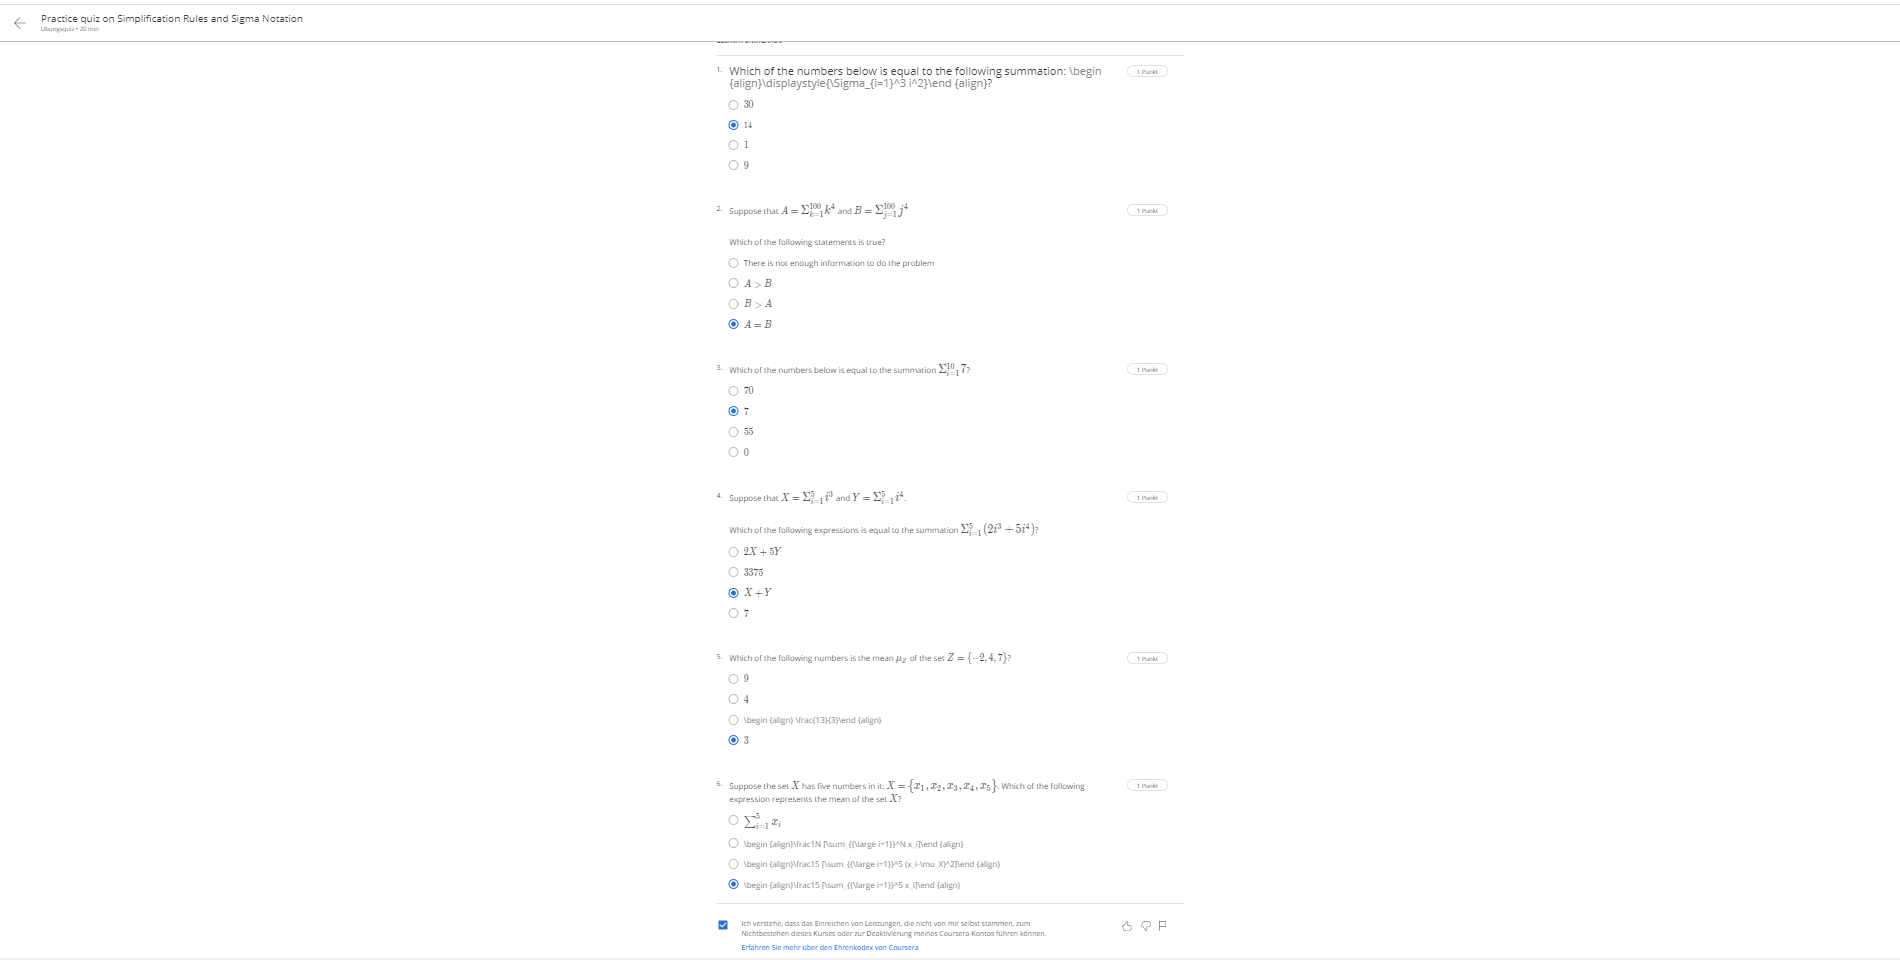 Practice quiz on Simplification Rules and Sigma Notation
Übungsquiz • 20 min
1. Which of the numbers below is equal to the following summation: \begin 1 Punkt
{align}\displaystyle{\Sigma_{i=1}^3 i^2}\end {align}?
30
14
1
9
2. Suppose that A = Σ_{k=1}^{100} k^4 and B = Σ_{j=1}^{100} j^4 1 Punkt
Which of the following statements is true?
There is not enough information to do the problem
A > B
B > A
A = B
3. Which of the numbers below is equal to the summation Σ_{i=1}^{10} 7? 1 Punkt
70
7
55
0
4. Suppose that X = Σ_{i=1}^{5} i^3 and Y = Σ_{i=1}^{5} i^4. 1 Punkt
Which of the following expressions is equal to the summation Σ_{i=1}^{5} (2i^3 + 5i^4)?
2X + 5Y
3375
X + Y
7
5. Which of the following numbers is the mean μ_Z of the set Z = {−2, 4, 7}? 1 Punkt
9
4
\begin {align} \frac{13}{3}\end {align}
3
6. Suppose the set X has five numbers in it: X = {x_1, x_2, x_3, x_4, x_5}. Which of the following 1 Punkt
expression represents the mean of the set X?
∑_{i=1}^{5} x_i
\begin {align}\frac1N [\sum_{{\large i=1}}^N x_i]\end {align}
\begin {align}\frac15 [\sum_{{\large i=1}}^5 (x_i-\mu_X)^2]\end {align}
\begin {align}\frac15 [\sum_{{\large i=1}}^5 x_i]\end {align}
Ich verstehe, dass das Einreichen von Leistungen, die nicht von mir selbst stammen, zum
Nichtbestehen dieses Kurses oder zur Deaktivierung meines Coursera-Kontos führen können.
Erfahren Sie mehr über den Ehrenkodex von Coursera